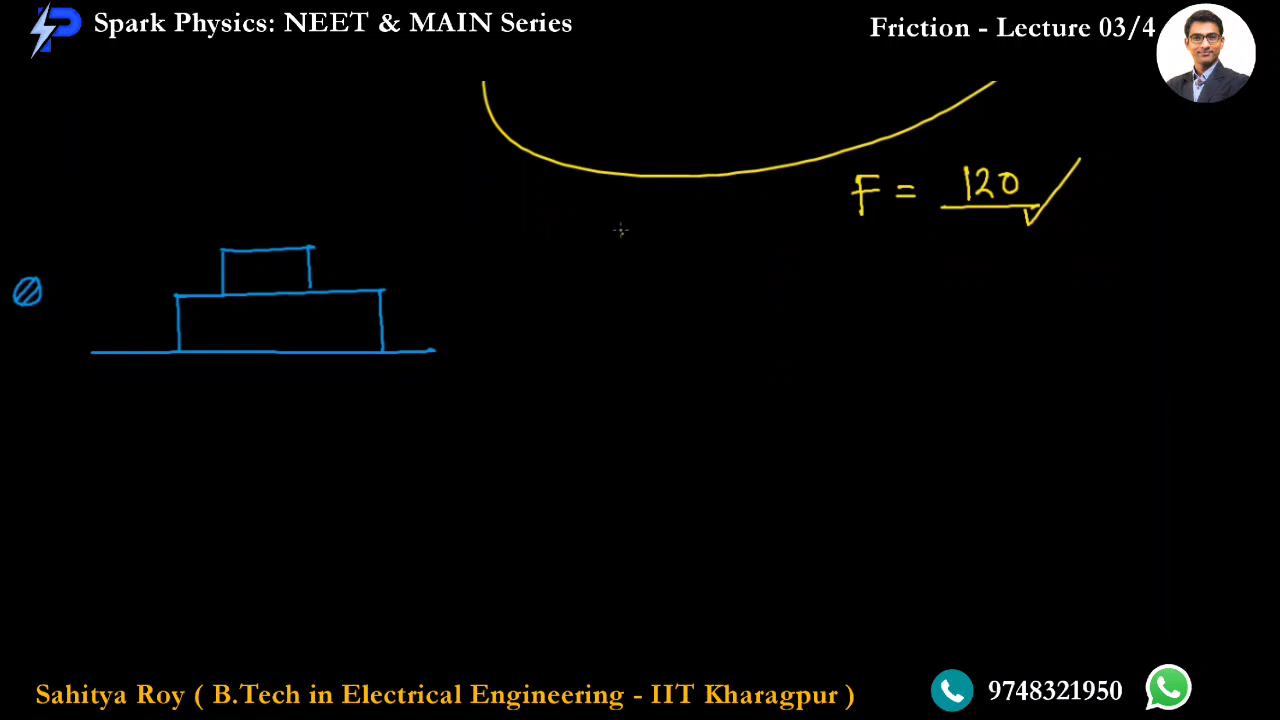 Spark Physics: NEET & MAIN Series
Friction - Lecture 03/4
F = 120
Sahitya Roy ( B.Tech in Electrical Engineering - IIT Kharagpur )
9748321950